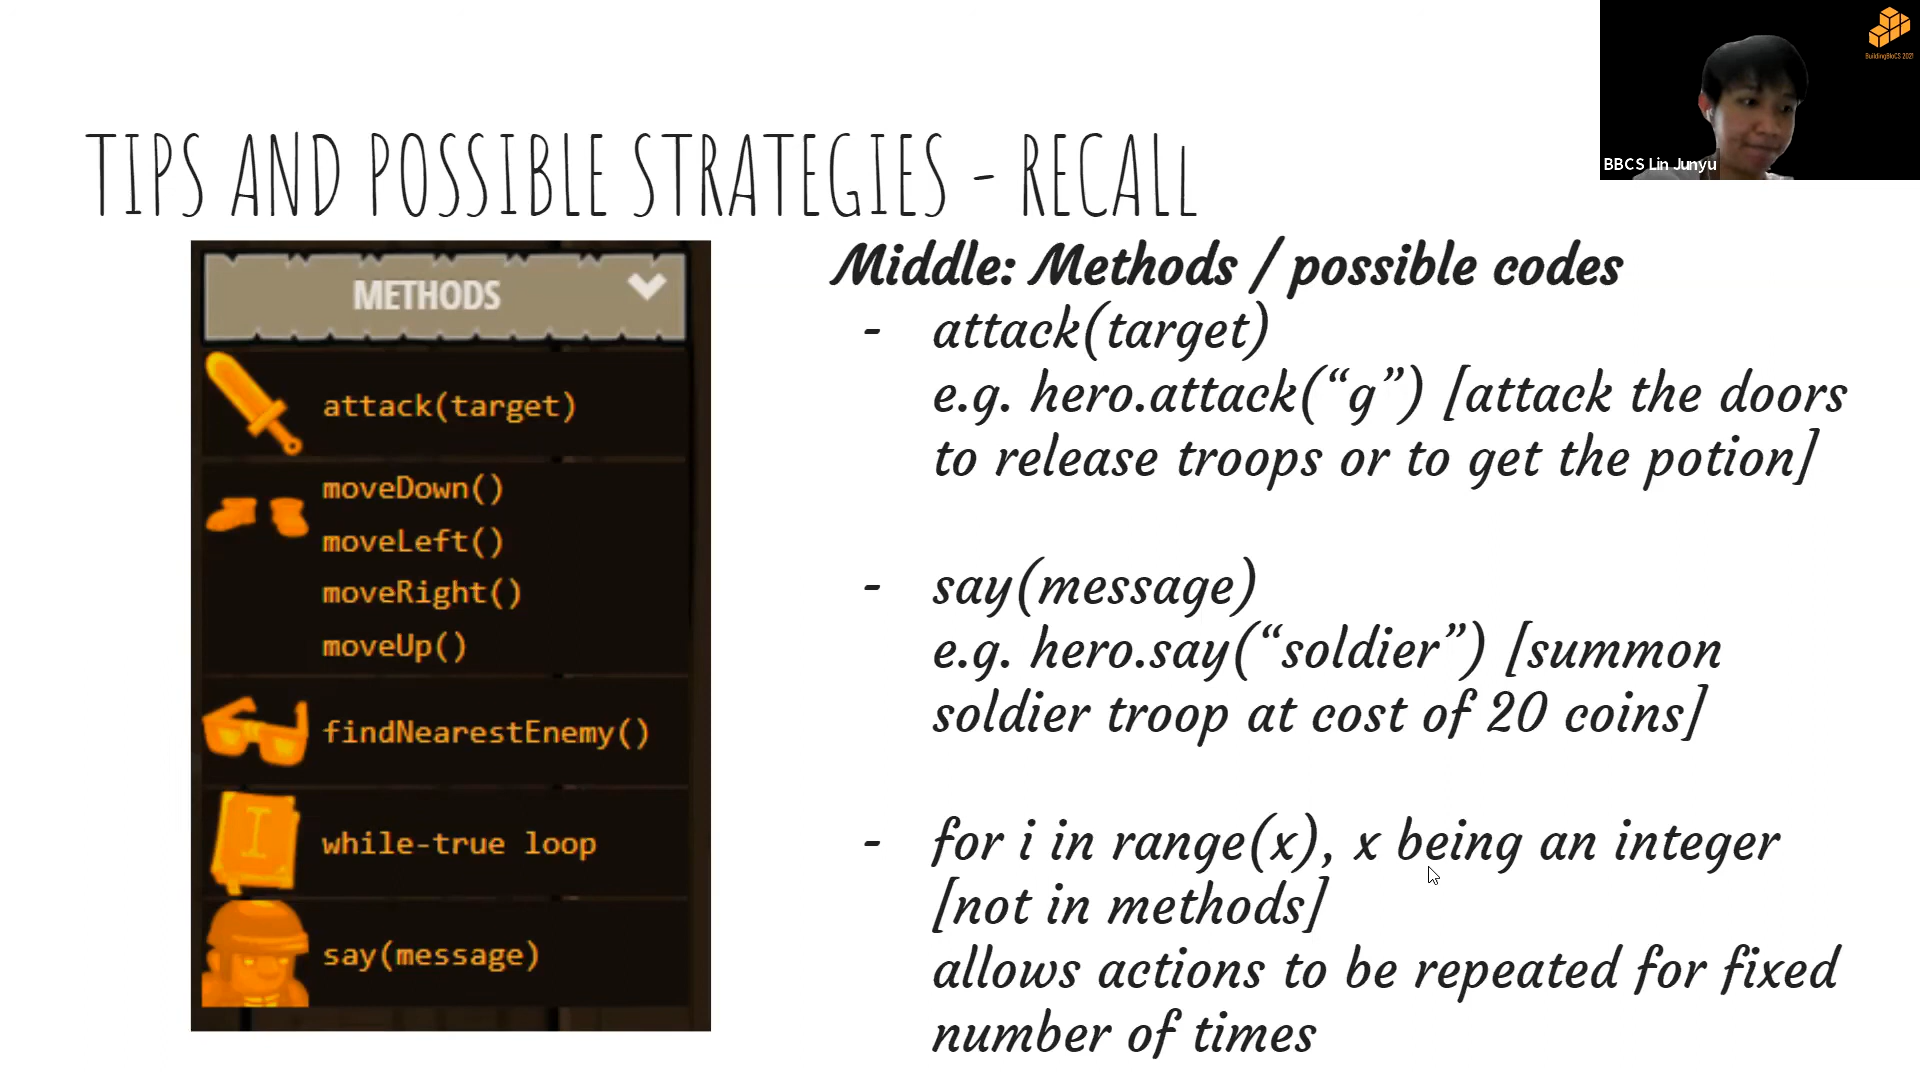 BuildingBloCS 2021
BBCS Lin Junyu
TIPS AND POSSIBLE STRATEGIES - RECALL
METHODS
attack(target)
moveDown()
moveLeft()
moveRight()
moveUp()
findNearestEnemy()
I
while-true loop
say(message)
Middle: Methods / possible codes
- attack(target)
e.g. hero.attack(“g”) [attack the doors
to release troops or to get the potion]
- say(message)
e.g. hero.say(“soldier”) [summon
soldier troop at cost of 20 coins]
- for i in range(x), x being an integer
[not in methods]
allows actions to be repeated for fixed
number of times